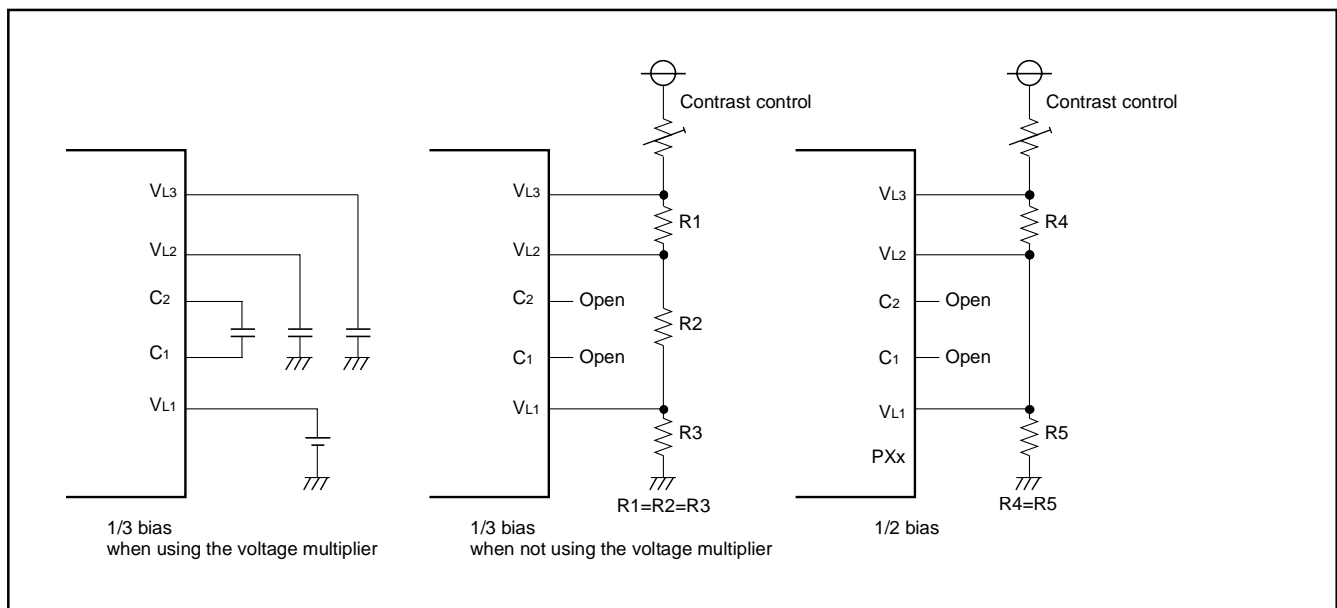 VL3
VL2
C2
C1
VL1
1/3 bias
when using the voltage multiplier
Contrast control
VL3
R1
VL2
C2
Open
R2
C1
Open
VL1
R3
R1=R2=R3
1/3 bias
when not using the voltage multiplier
Contrast control
VL3
R4
VL2
C2
Open
C1
Open
VL1
R5
PXx
R4=R5
1/2 bias